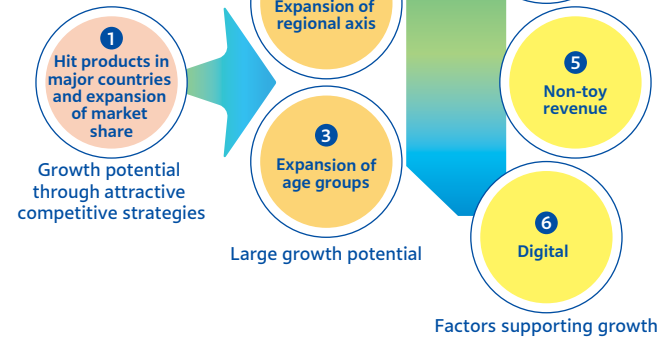 1
Hit products in
major countries
and expansion
of market
share
Growth potential
through attractive
competitive strategies
Expansion of
regional axis
3
Expansion of
age groups
Large growth potential
5
Non-toy
revenue
6
Digital
Factors supporting growth